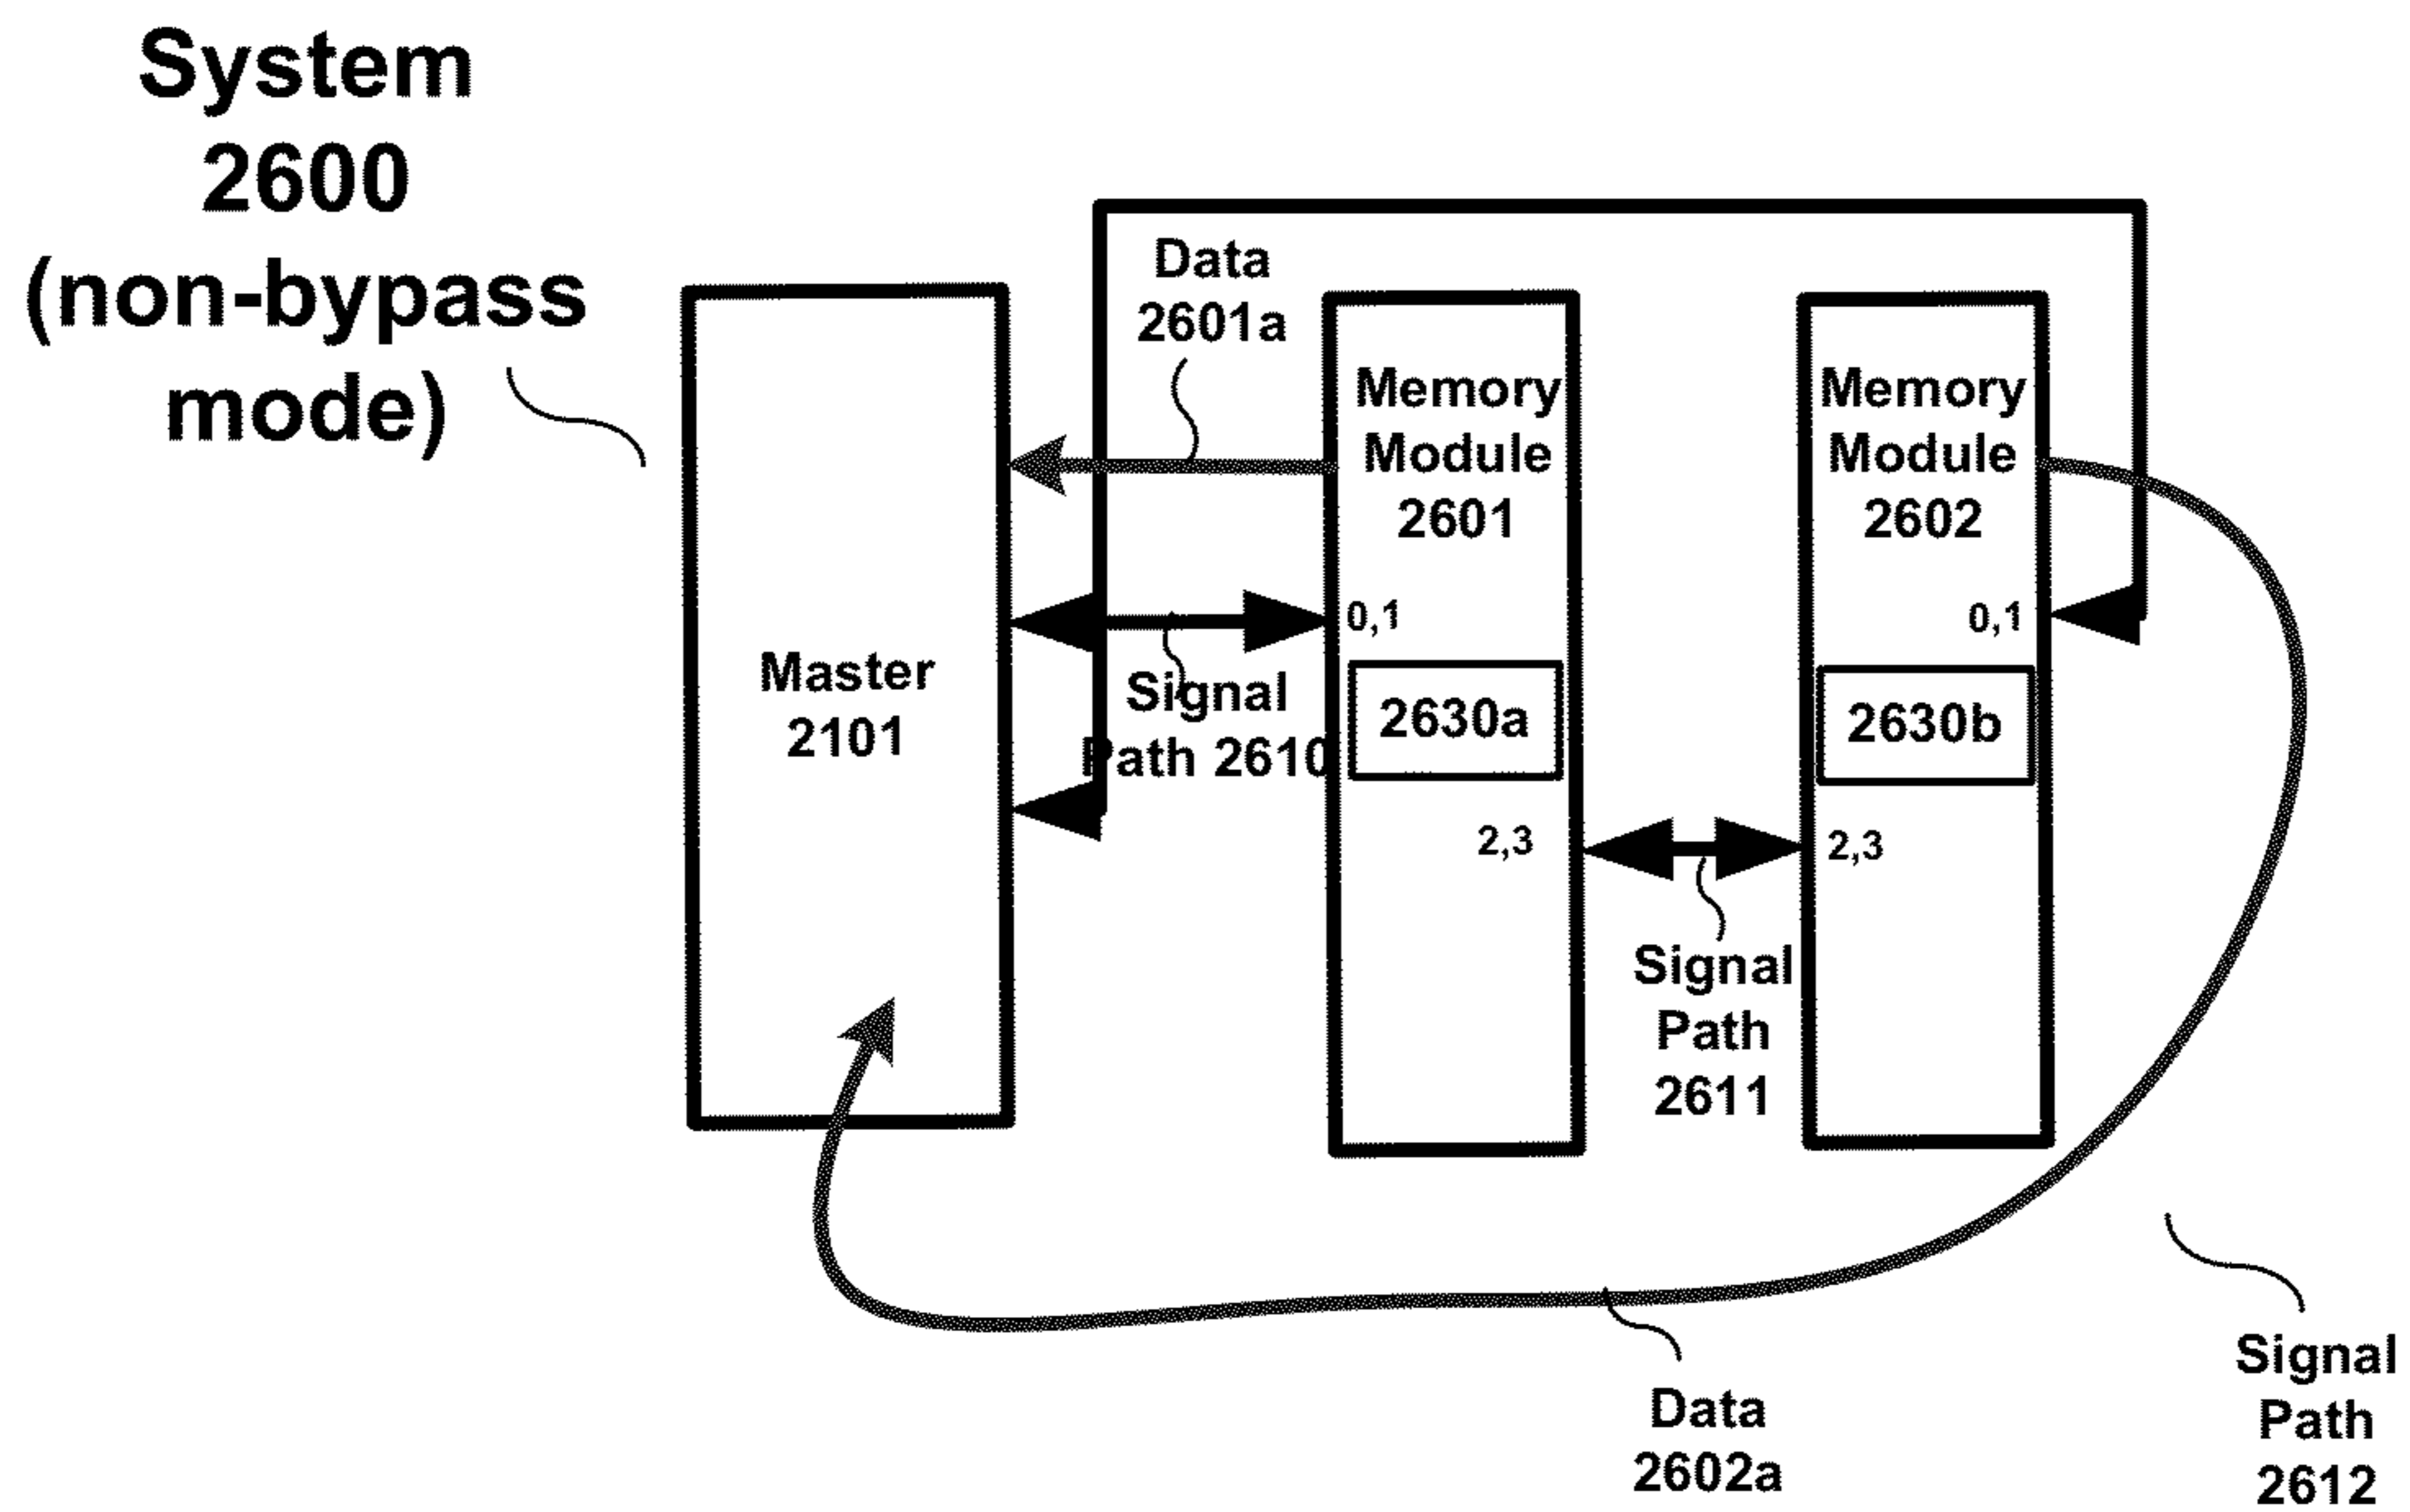 System
2600
(non-bypass
mode)
Data
2601a
Memory
Module
2601
Memory
Module
2602
0,1
0,1
Master
2101
Signal
Path 2610
2630a
2630b
2,3
2,3
Signal
Path
2611
Data
2602a
Signal
Path
2612